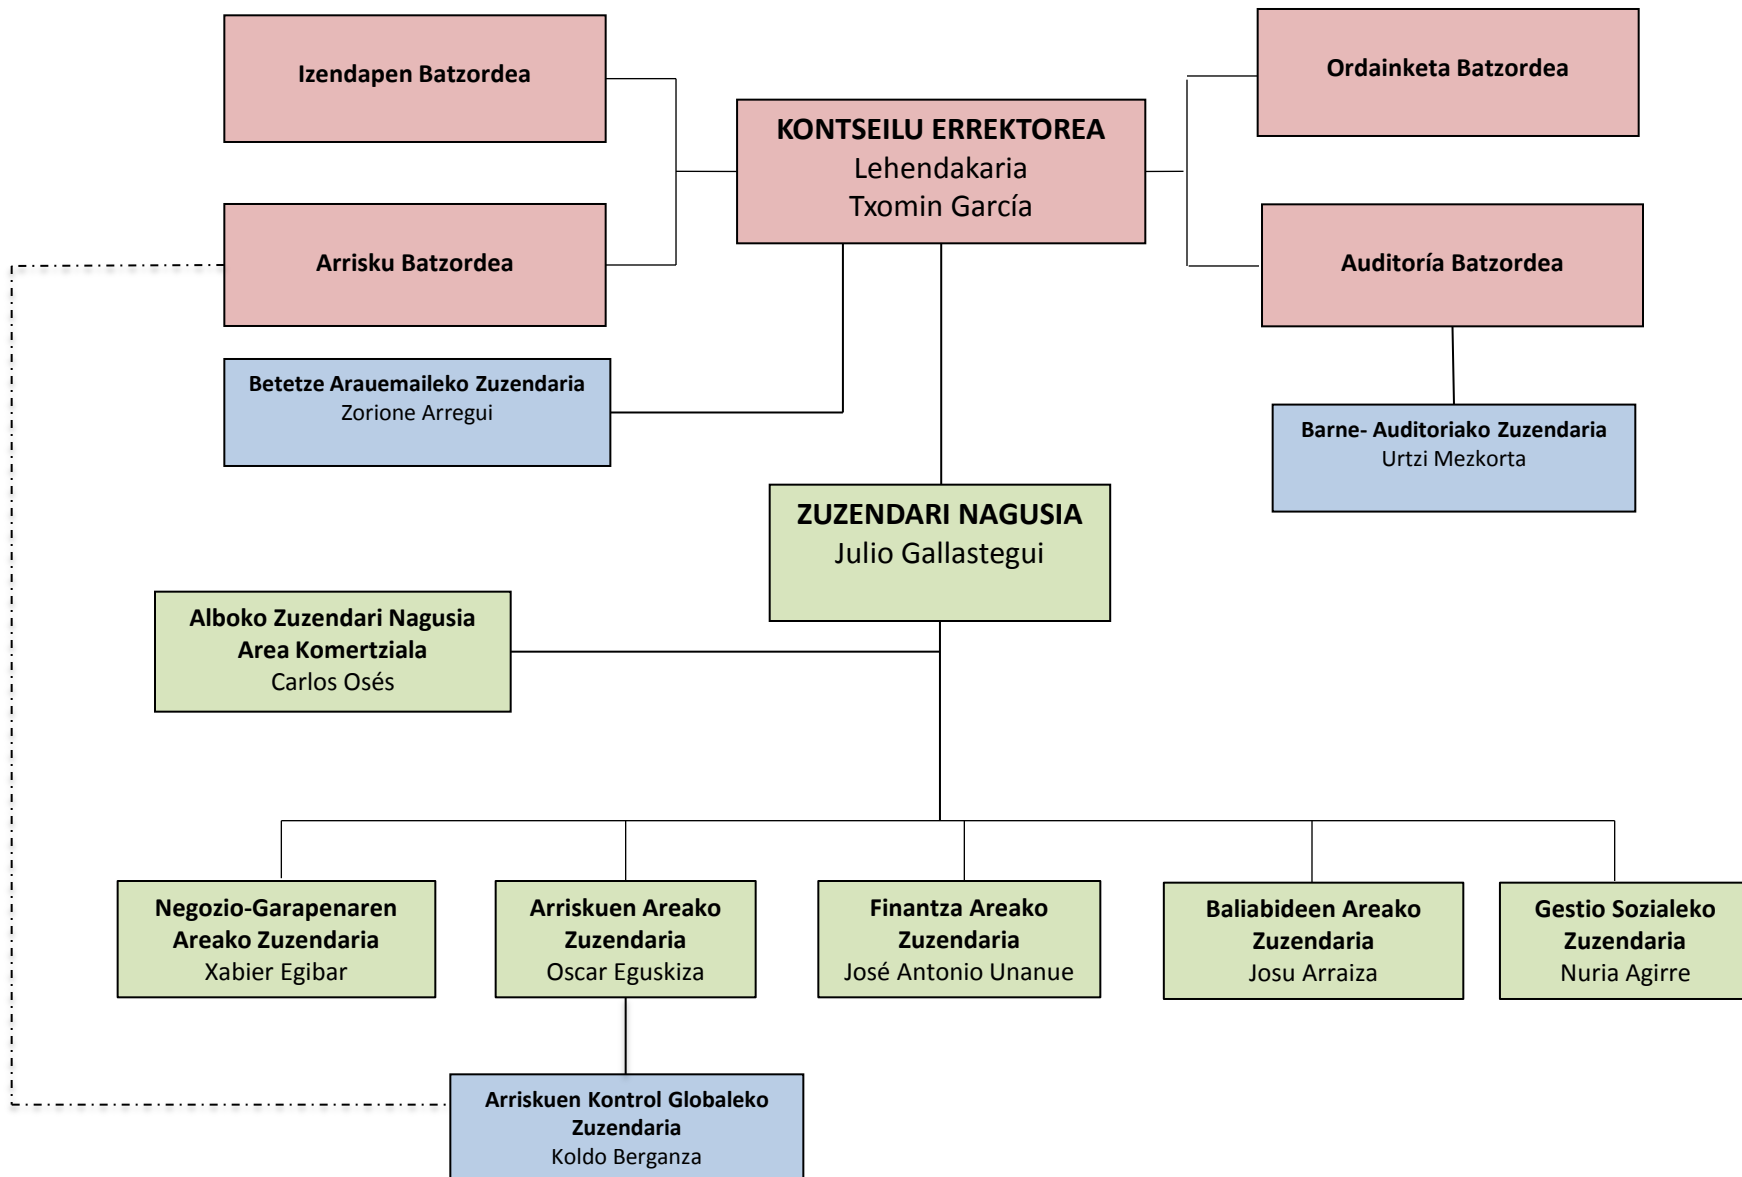 Izendapen Batzordea
Ordainketa Batzordea
KONTSEILU ERREKTOREA
Lehendakaria
Txomin García
Arrisku Batzordea
Auditoría Batzordea
Betetze Arauemaileko Zuzendaria
Zorione Arregui
Barne- Auditoriako Zuzendaria
Urtzi Mezkorta
ZUZENDARI NAGUSIA
Julio Gallastegui
Alboko Zuzendari Nagusia
Area Komertziala
Carlos Osés
Negozio-Garapenaren
Areako Zuzendaria
Xabier Egibar
Arriskuen Areako
Zuzendaria
Oscar Eguskiza
Finantza Areako
Zuzendaria
José Antonio Unanue
Baliabideen Areako
Zuzendaria
Josu Arraiza
Gestio Sozialeko
Zuzendaria
Nuria Agirre
Arriskuen Kontrol Globaleko
Zuzendaria
Koldo Berganza